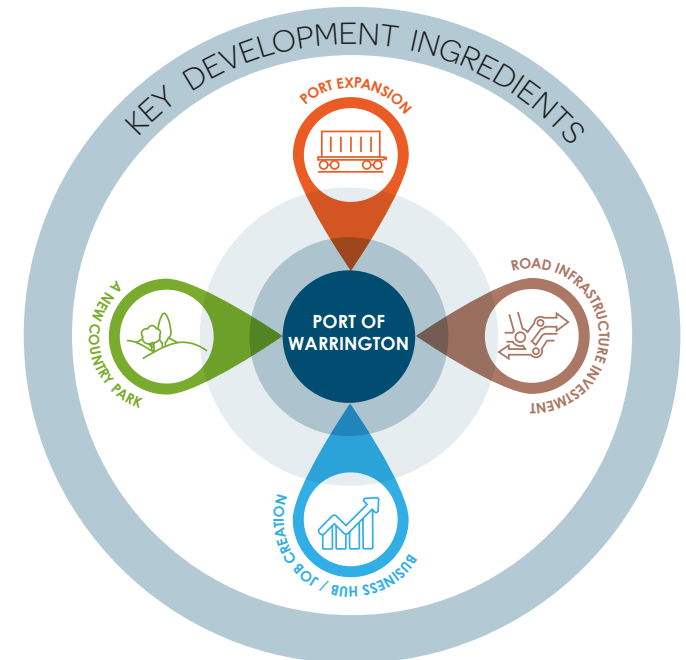 KEY DEVELOPMENT INGREDIENTS
PORT EXPANSION
ROAD INFRASTRUCTURE INVESTMENT
A NEW COUNTRY PARK
PORT OF
WARRINGTON
BUSINESS HUB / JOB CREATION